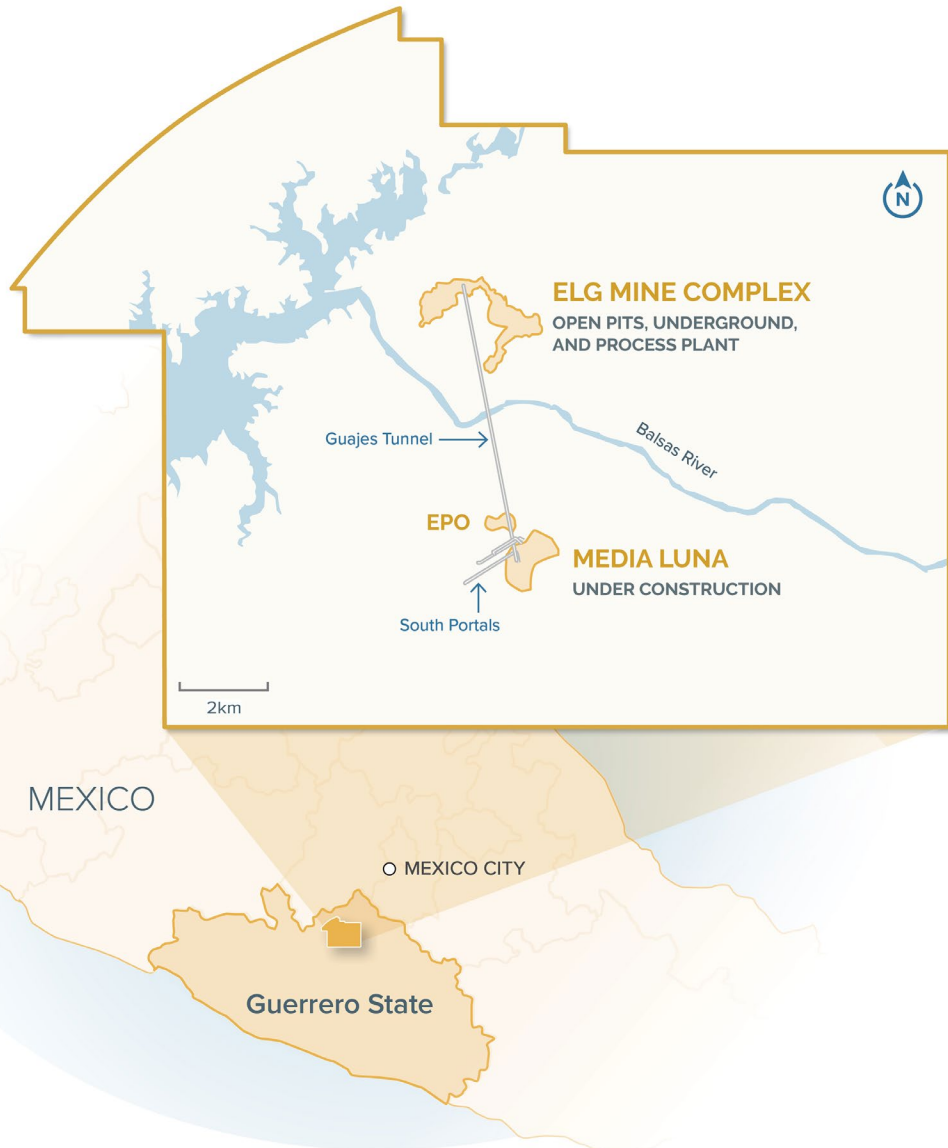 N
ELG MINE COMPLEX
OPEN PITS, UNDERGROUND,
AND PROCESS PLANT
Guajes Tunnel
Balsas River
EPO
MEDIA LUNA
UNDER CONSTRUCTION
South Portals
2km
MEXICO
MEXICO CITY
Guerrero State